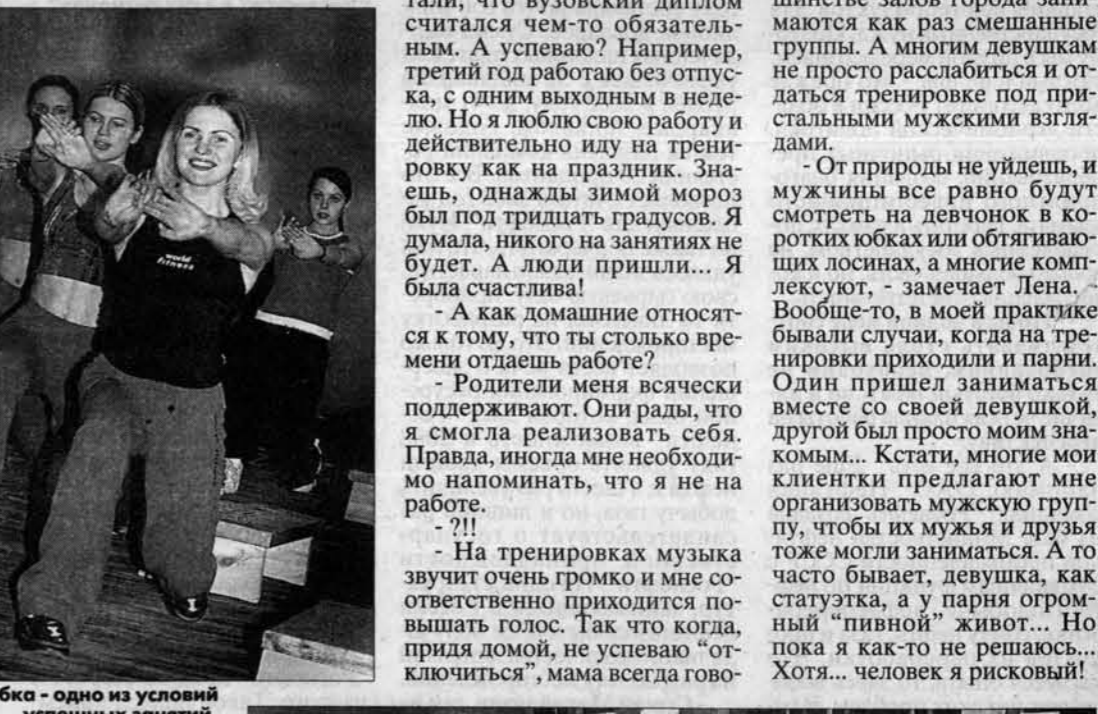 world
fitness
бка - одно из условий
успешных занятий
тали, что вузовский диплом
считался чем-то обязатель-
ным. А успеваю? Например,
третий год работаю без отпус-
ка, с одним выходным в неде-
лю. Но я люблю свою работу и
действительно иду на трени-
ровку как на праздник. Зна-
ешь, однажды зимой мороз
был под тридцать градусов. Я
думала, никого на занятиях не
будет. А люди пришли... Я
была счастлива!
- А как домашние относят-
ся к тому, что ты столько вре-
мени отдаешь работе?
- Родители меня всячески
поддерживают. Они рады, что
я смогла реализовать себя.
Правда, иногда мне необходи-
мо напоминать, что я не на
работе.
- ?!!
- На тренировках музыка
звучит очень громко и мне со-
ответственно приходится по-
вышать голос. Так что когда,
придя домой, не успеваю "от-
ключиться", мама всегда гово-
шинстве залов города зани-
маются как раз смешанные
группы. А многим девушкам
не просто расслабиться и от-
даться тренировке под при-
стальными мужскими взгля-
дами.
- От природы не уйдешь, и
мужчины все равно будут
смотреть на девчонок в ко-
ротких юбках или обтягиваю-
щих лосинах, а многие комп-
лексуют, - замечает Лена. -
Вообще-то, в моей практике
бывали случаи, когда на тре-
нировки приходили и парни.
Один пришел заниматься
вместе со своей девушкой,
другой был просто моим зна-
комым... Кстати, многие мои
клиентки предлагают мне
организовать мужскую груп-
пу, чтобы их мужья и друзья
тоже могли заниматься. А то
часто бывает, девушка, как
статуэтка, а у парня огром-
ный "пивной" живот... Но
пока я как-то не решаюсь...
Хотя... человек я рисковый!